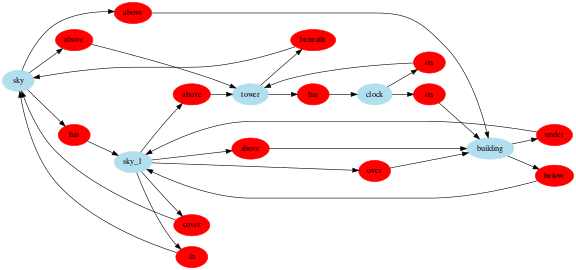 above
above
beneath
on
sky
above
tower
has
clock
on
has
under
above
building
sky_1
over
below
cover
in